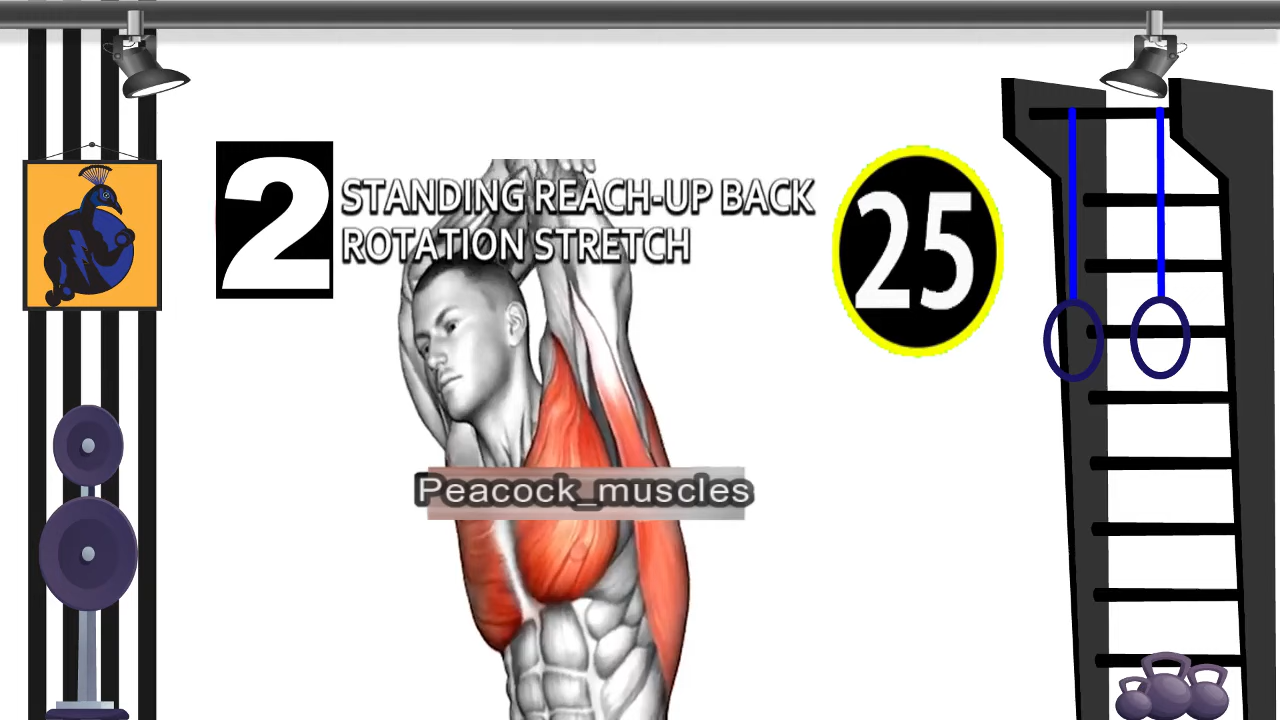 2
STANDING REACH-UP BACK
ROTATION STRETCH
25
Peacock_muscles